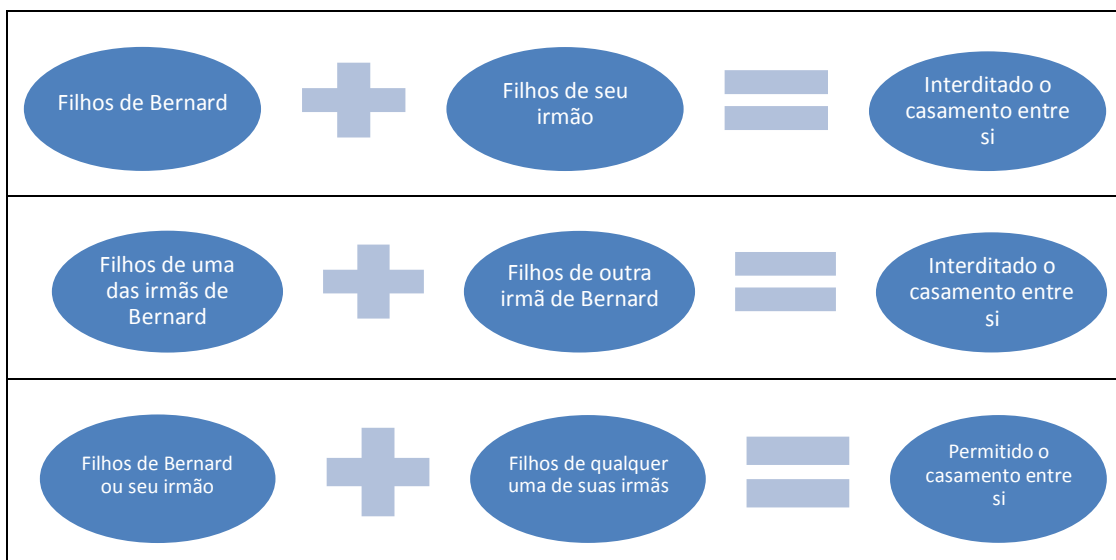 Filhos de Bernard
Filhos de seu
irmão
Interditado o
casamento entre
si
Filhos de uma
das irmãs de
Bernard
Filhos de outra
irmã de Bernard
Interditado o
casamento entre
si
Filhos de Bernard
ou seu irmão
Filhos de qualquer
uma de suas irmãs
Permitido o
casamento entre
si